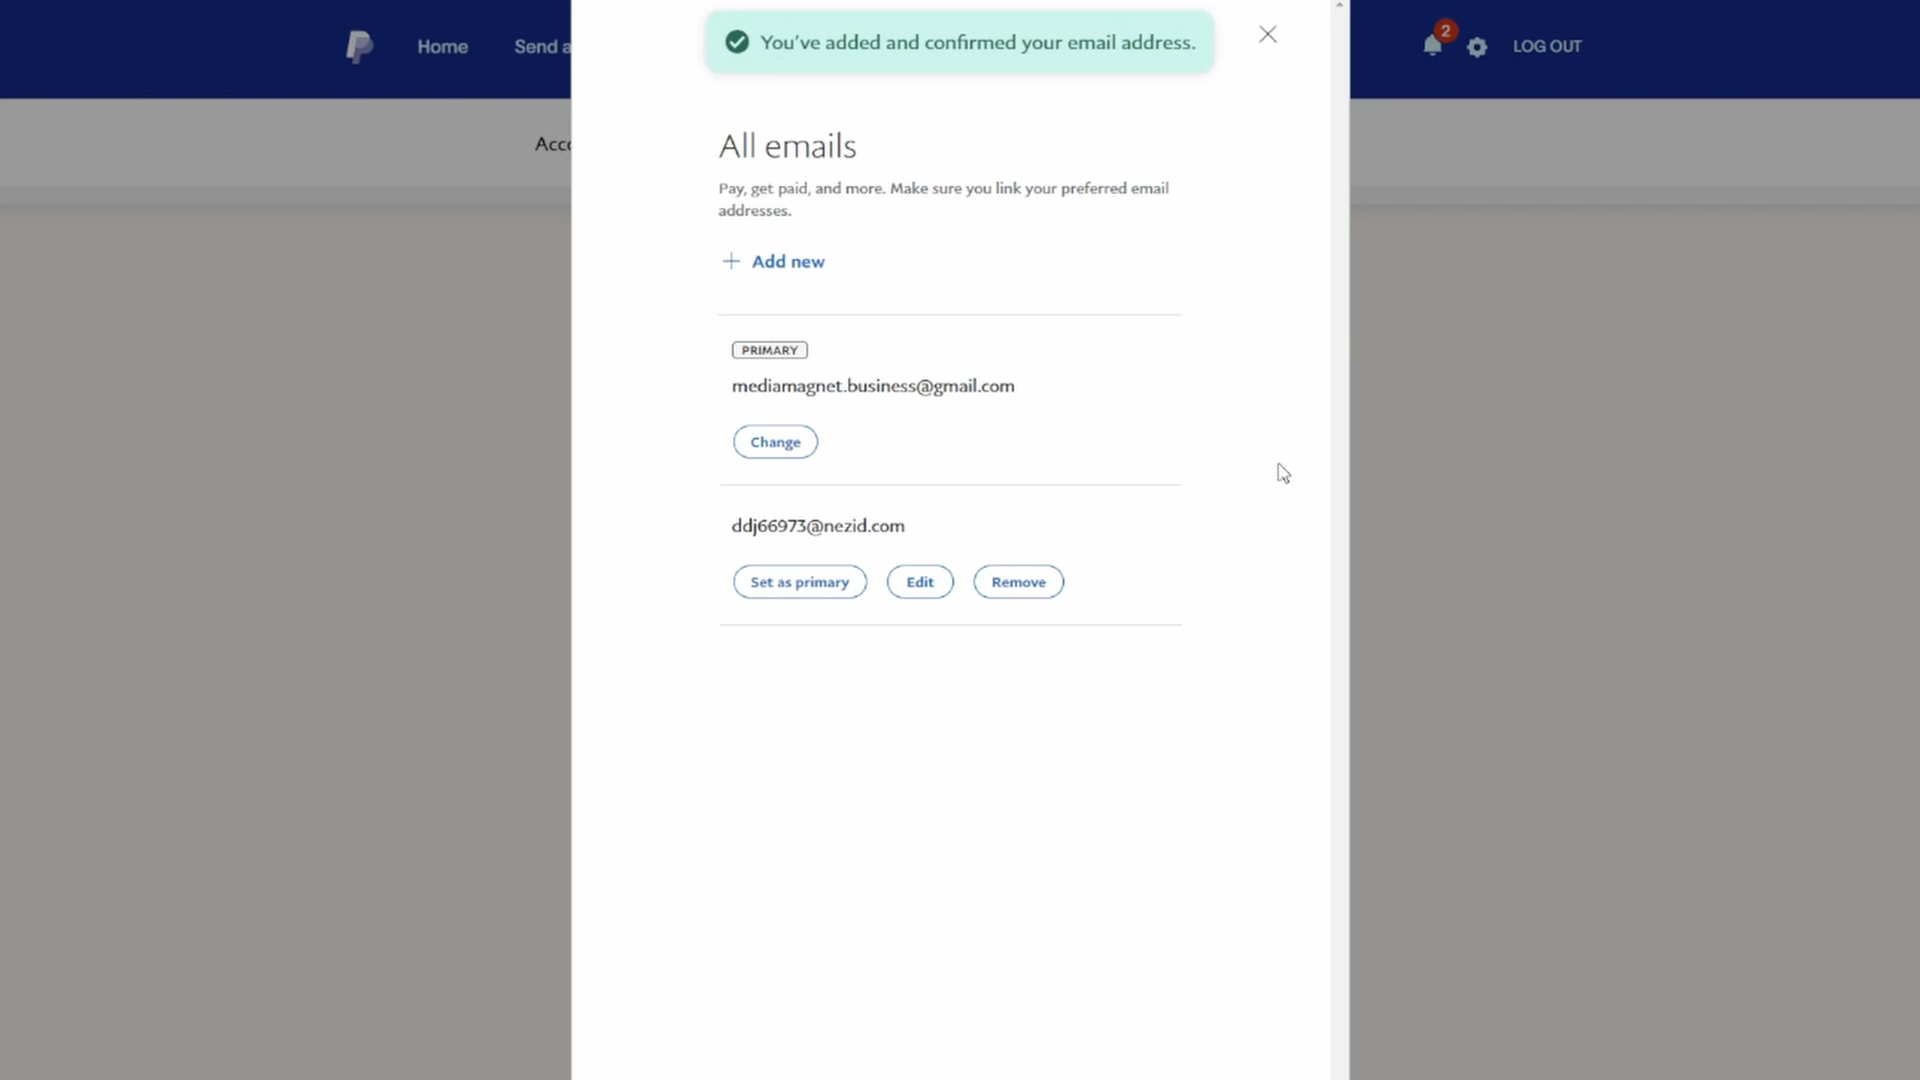 Home
Send a
2
LOG OUT
You've added and confirmed your email address.
Acco
All emails
Pay, get paid, and more. Make sure you link your preferred email
addresses.
+ Add new
PRIMARY
mediamagnet.business@gmail.com
Change
ddj66973@nezid.com
Set as primary Edit Remove